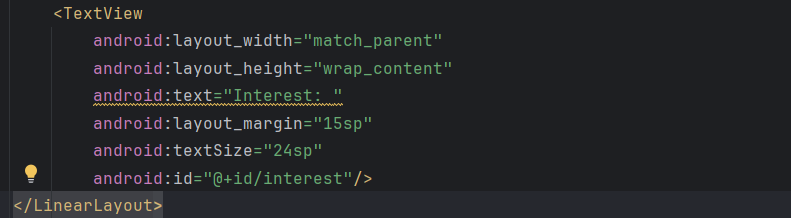 <TextView
android:layout_width="match_parent"
android:layout_height="wrap_content"
android:text="Interest: "
android:layout_margin="15sp"
android:textSize="24sp"
android:id="@+id/interest"/>
</LinearLayout>